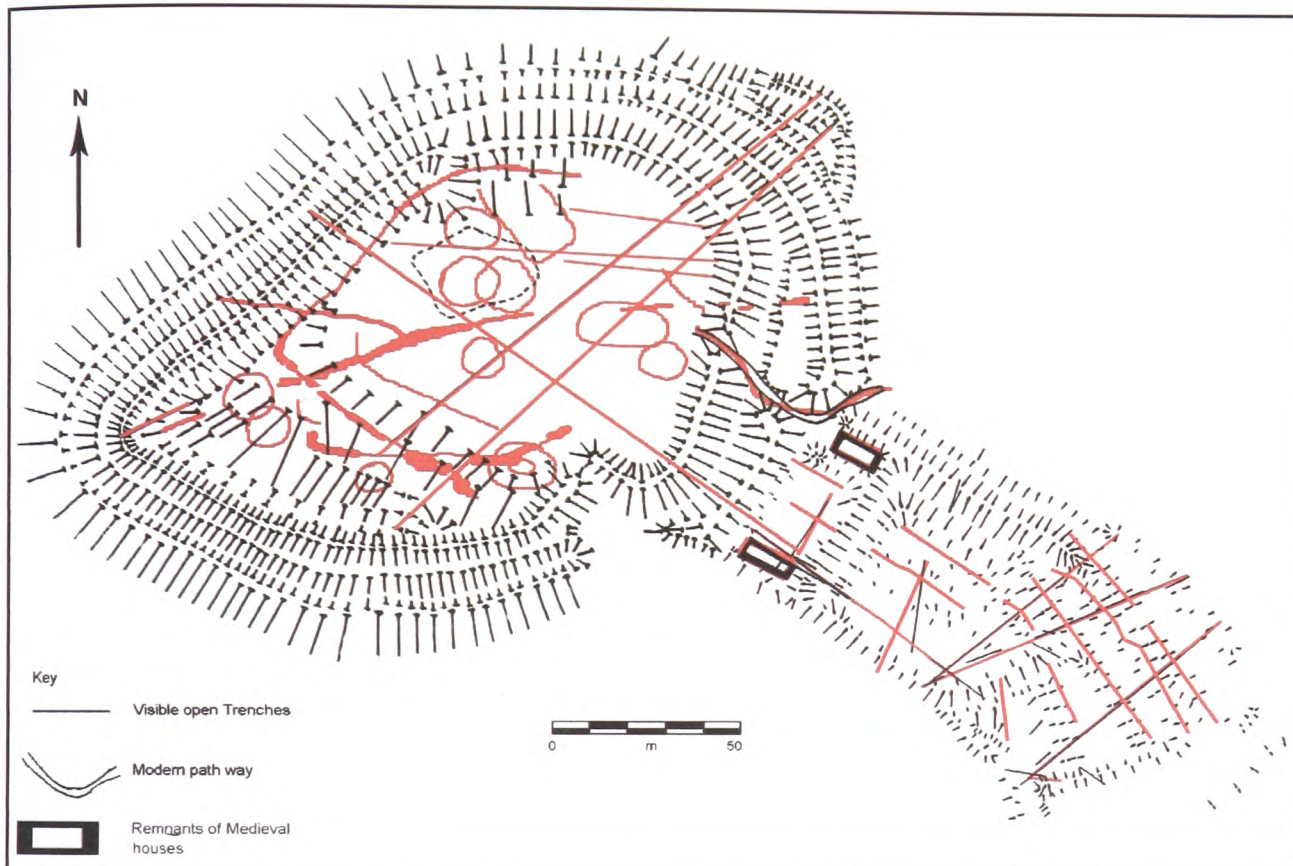 N
Key
Visible open Trenches
Modern path way
Remnants of Medieval
houses
0 m 50